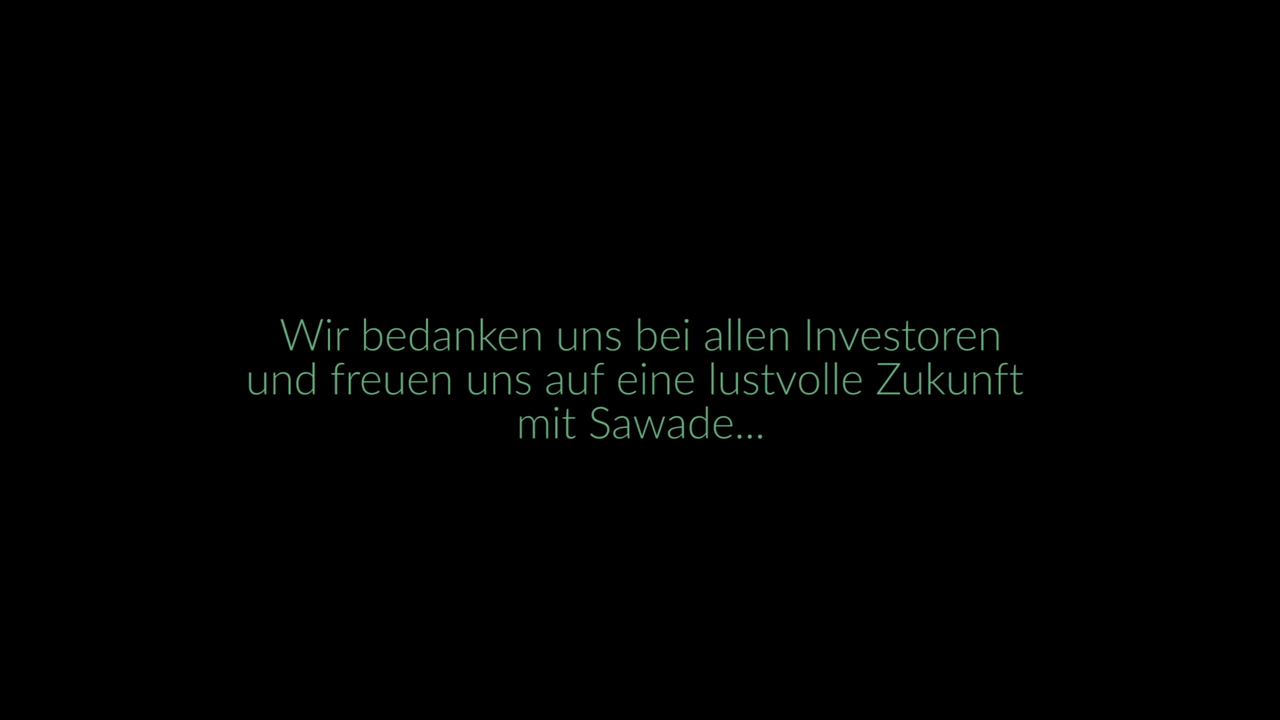 Wir bedanken uns bei allen Investoren
und freuen uns auf eine lustvolle Zukunft
mit Sawade...